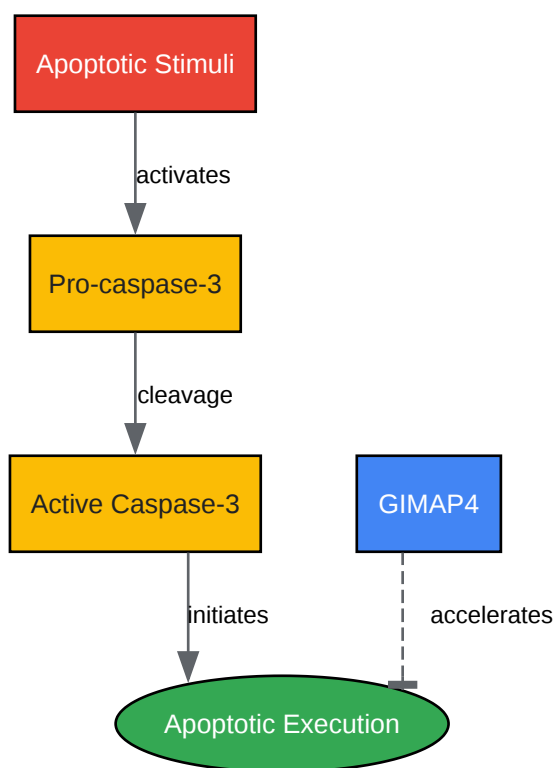 Apoptotic Stimuli
activates
Pro-caspase-3
cleavage
Active Caspase-3
GIMAP4
initiates
accelerates
Apoptotic Execution